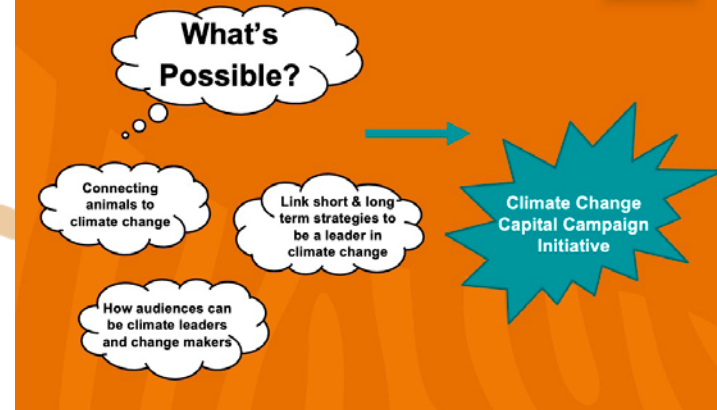 What's
Possible?
Connecting
animals to
climate change
Link short & long
term strategies to
be a leader in
climate change
How audiences can
be climate leaders
and change makers
Climate Change
Capital Campaign
Initiative